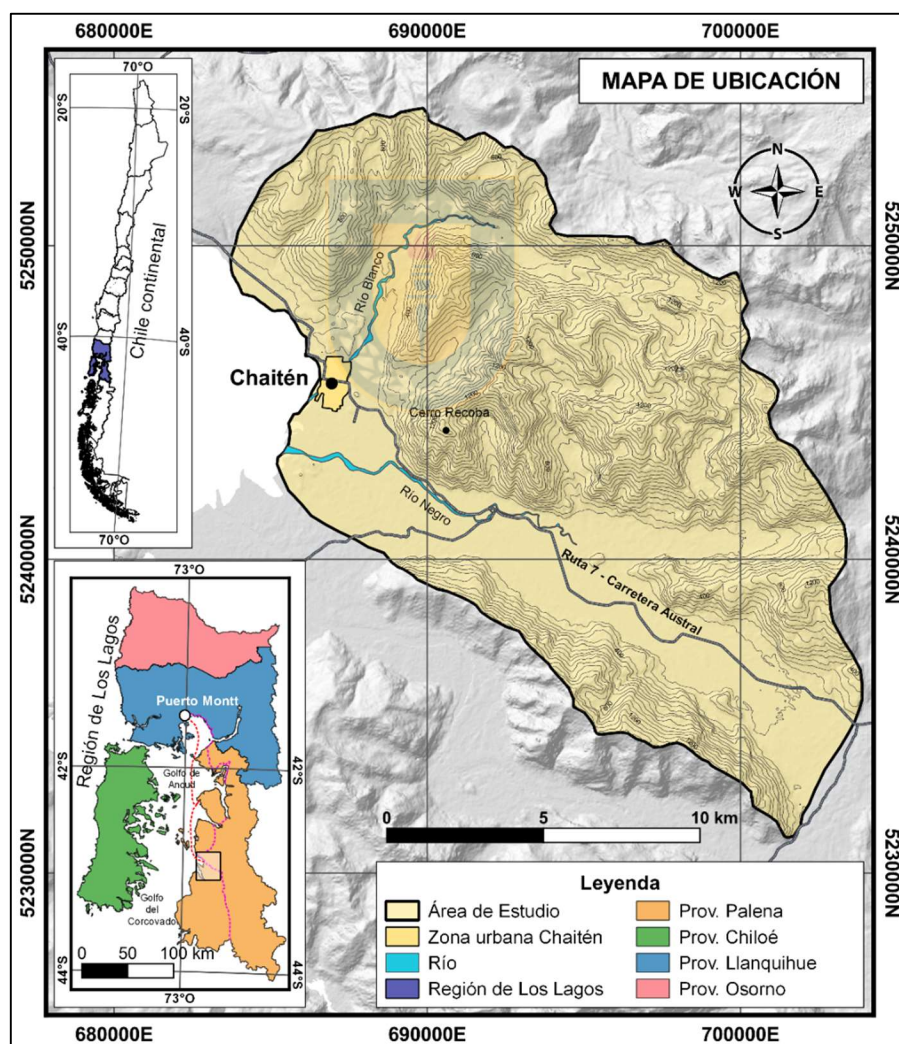 680000E 690000E 700000E
MAPA DE UBICACIÓN
70°O
20°S 20°S
40°S 40°S
Chile continental
70°O
N
W E
S
5250000N 5250000N
Río Blanco
Chaitén
Cerro Recoba
Río Negro
5240000N 5240000N
Ruta 7 - Carretera Austral
73°O
Región de Los Lagos
Puerto Montt
42°S 42°S
Golfo de
Ancud
Golfo
del
Corcovado
0 50 100 km
44°S 44°S
73°O
0 5 10 km
5230000N 5230000N
Leyenda
Área de Estudio
Zona urbana Chaitén
Río
Región de Los Lagos
Prov. Palena
Prov. Chiloé
Prov. Llanquihue
Prov. Osorno
680000E 690000E 700000E